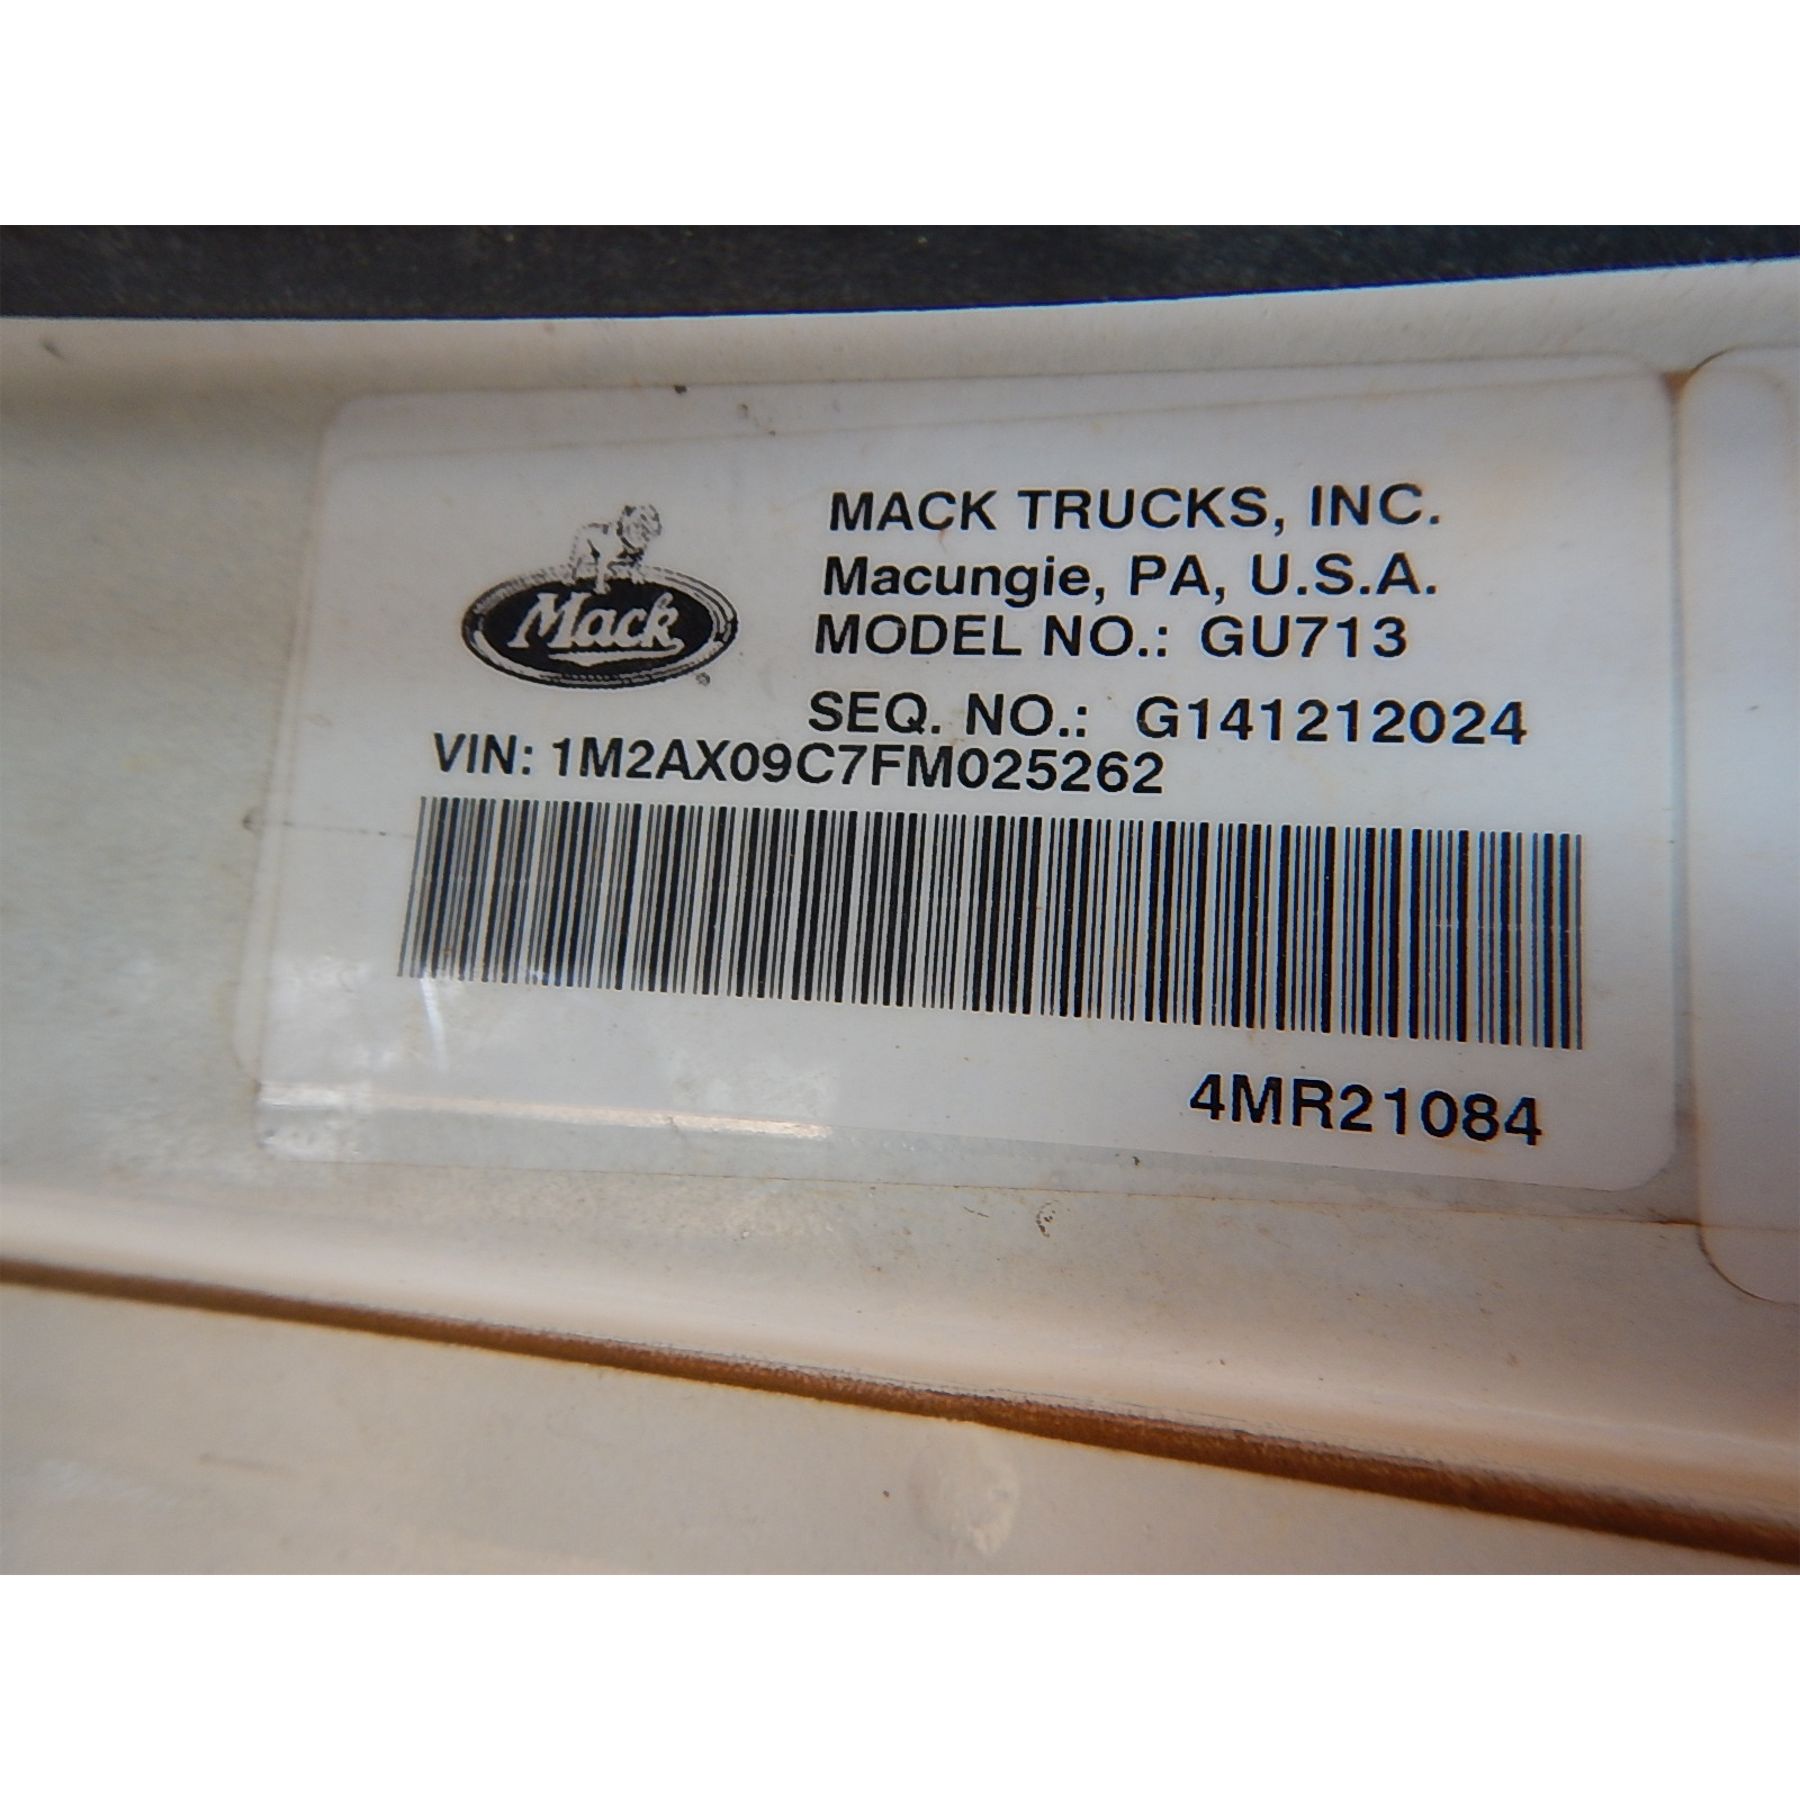 Mack
®
MACK TRUCKS, INC.
Macungie, PA, U.S.A.
MODEL NO.: GU713
SEQ. NO.: G141212024
VIN: 1M2AX09C7FM025262
4MR21084